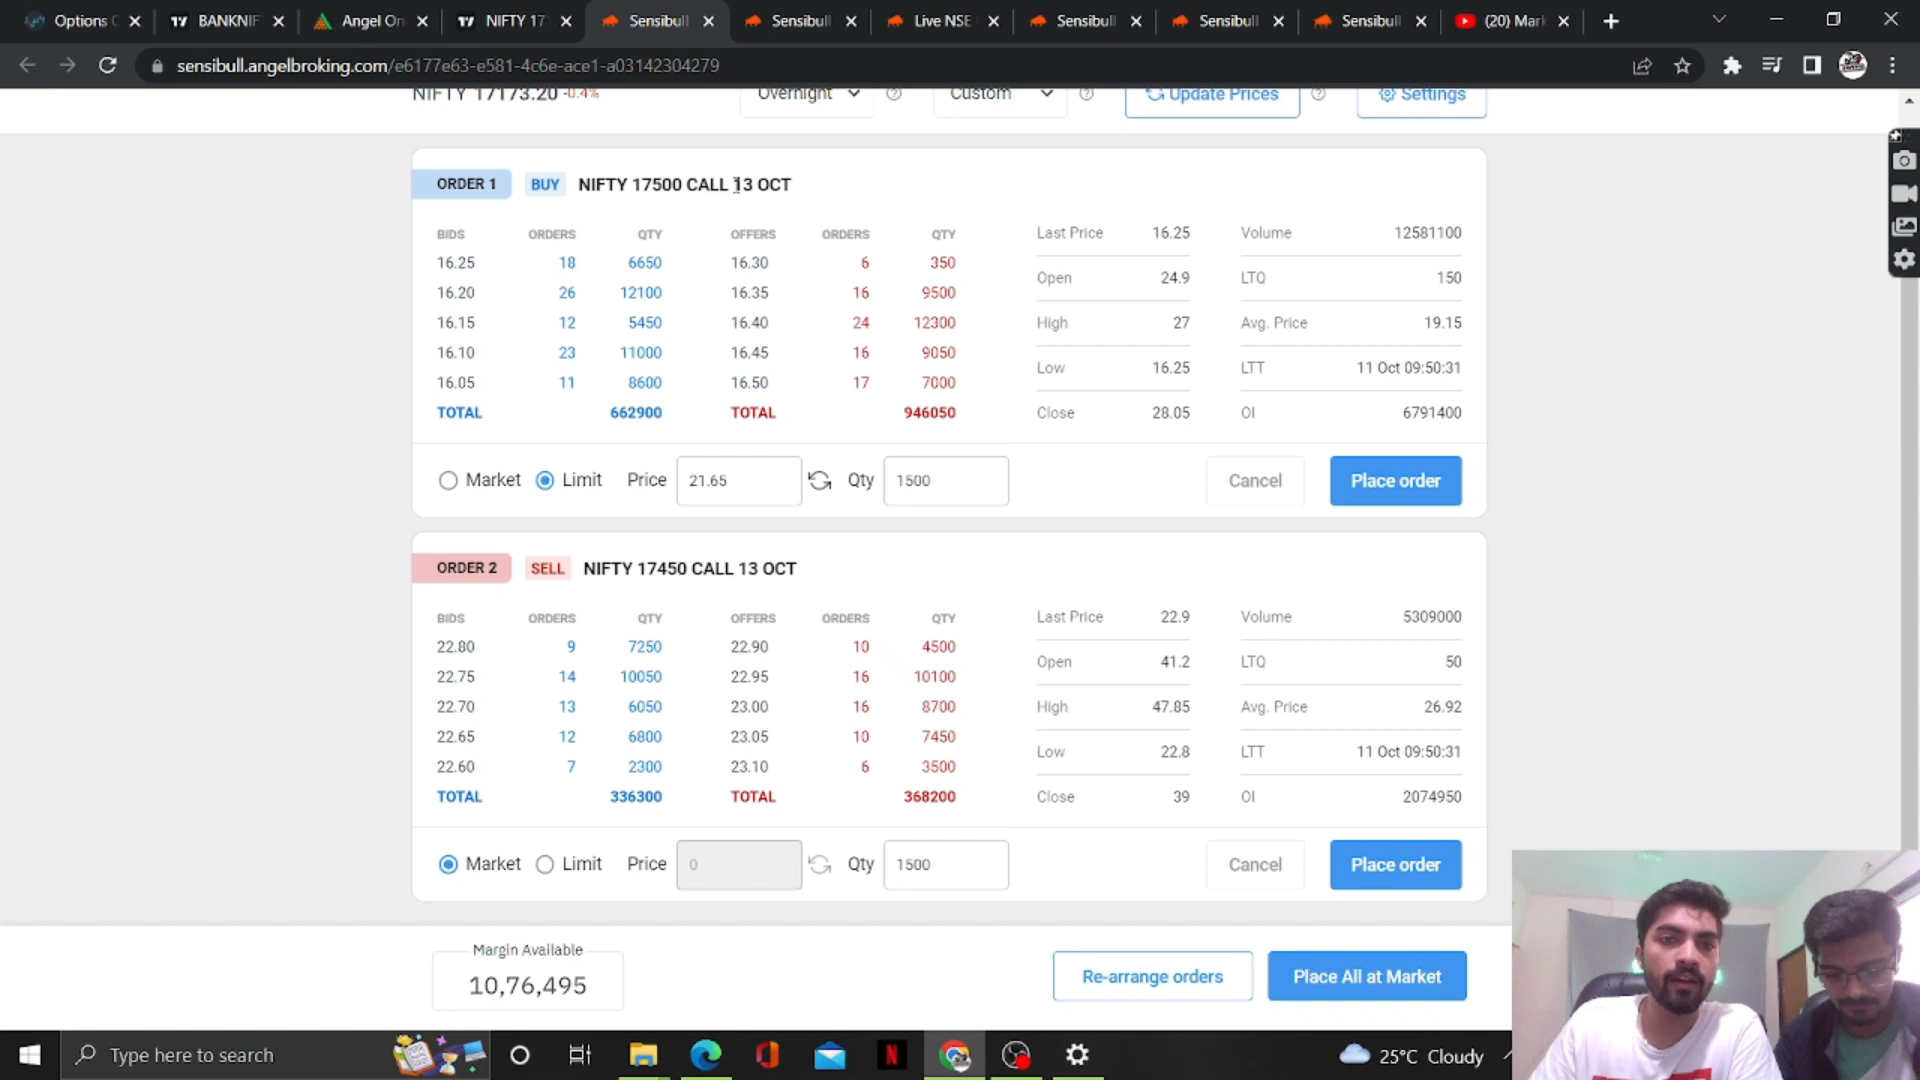 Options C
BANKNIF
Angel On
NIFTY 17
Sensibull
Sensibull
Live NSE
Sensibull
Sensibull
Sensibull
(20) Mark
sensibull.angelbroking.com/e6177e63-e581-4c6e-ace1-a03142304279
NIFTY 17173.20 -0.4%
Overnight
Custom
Update Prices
Settings
ORDER 1 BUY NIFTY 17500 CALL 13 OCT
BIDS ORDERS QTY OFFERS ORDERS QTY Last Price 16.25 Volume 12581100
16.25 18 6650 16.30 6 350
16.20 26 12100 16.35 16 9500 Open 24.9 LTQ 150
16.15 12 5450 16.40 24 12300 High 27 Avg. Price 19.15
16.10 23 11000 16.45 16 9050
16.05 11 8600 16.50 17 7000 Low 16.25 LTT 11 Oct 09:50:31
TOTAL 662900 TOTAL 946050 Close 28.05 OI 6791400
Market Limit Price 21.65 Qty 1500 Cancel Place order
ORDER 2 SELL NIFTY 17450 CALL 13 OCT
BIDS ORDERS QTY OFFERS ORDERS QTY Last Price 22.9 Volume 5309000
22.80 9 7250 22.90 10 4500
22.75 14 10050 22.95 16 10100 Open 41.2 LTQ 50
22.70 13 6050 23.00 16 8700 High 47.85 Avg. Price 26.92
22.65 12 6800 23.05 10 7450
22.60 7 2300 23.10 6 3500 Low 22.8 LTT 11 Oct 09:50:31
TOTAL 336300 TOTAL 368200 Close 39 OI 2074950
Market Limit Price 0 Qty 1500 Cancel Place order
Margin Available
10,76,495
Re-arrange orders
Place All at Market
Type here to search
25°C Cloudy